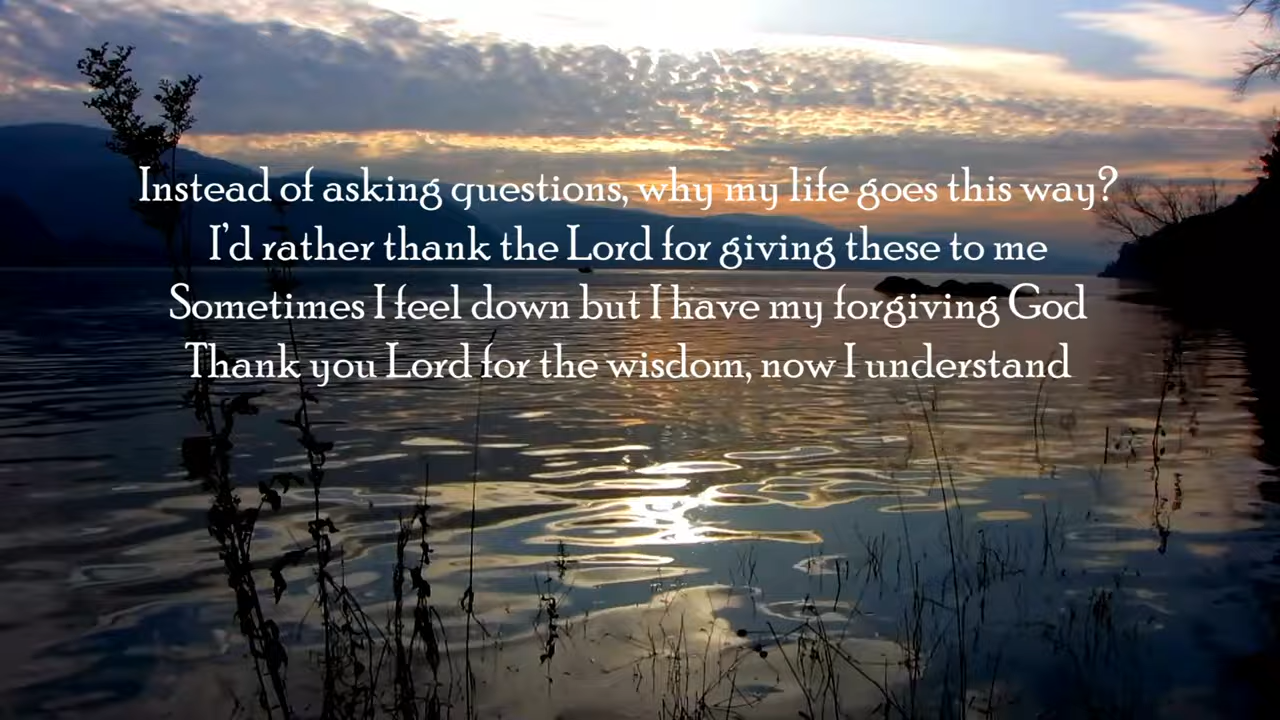 Instead of asking questions, why my life goes this way?
I'd rather thank the Lord for giving these to me
Sometimes I feel down but I have my forgiving God
Thank you Lord for the wisdom, now I understand